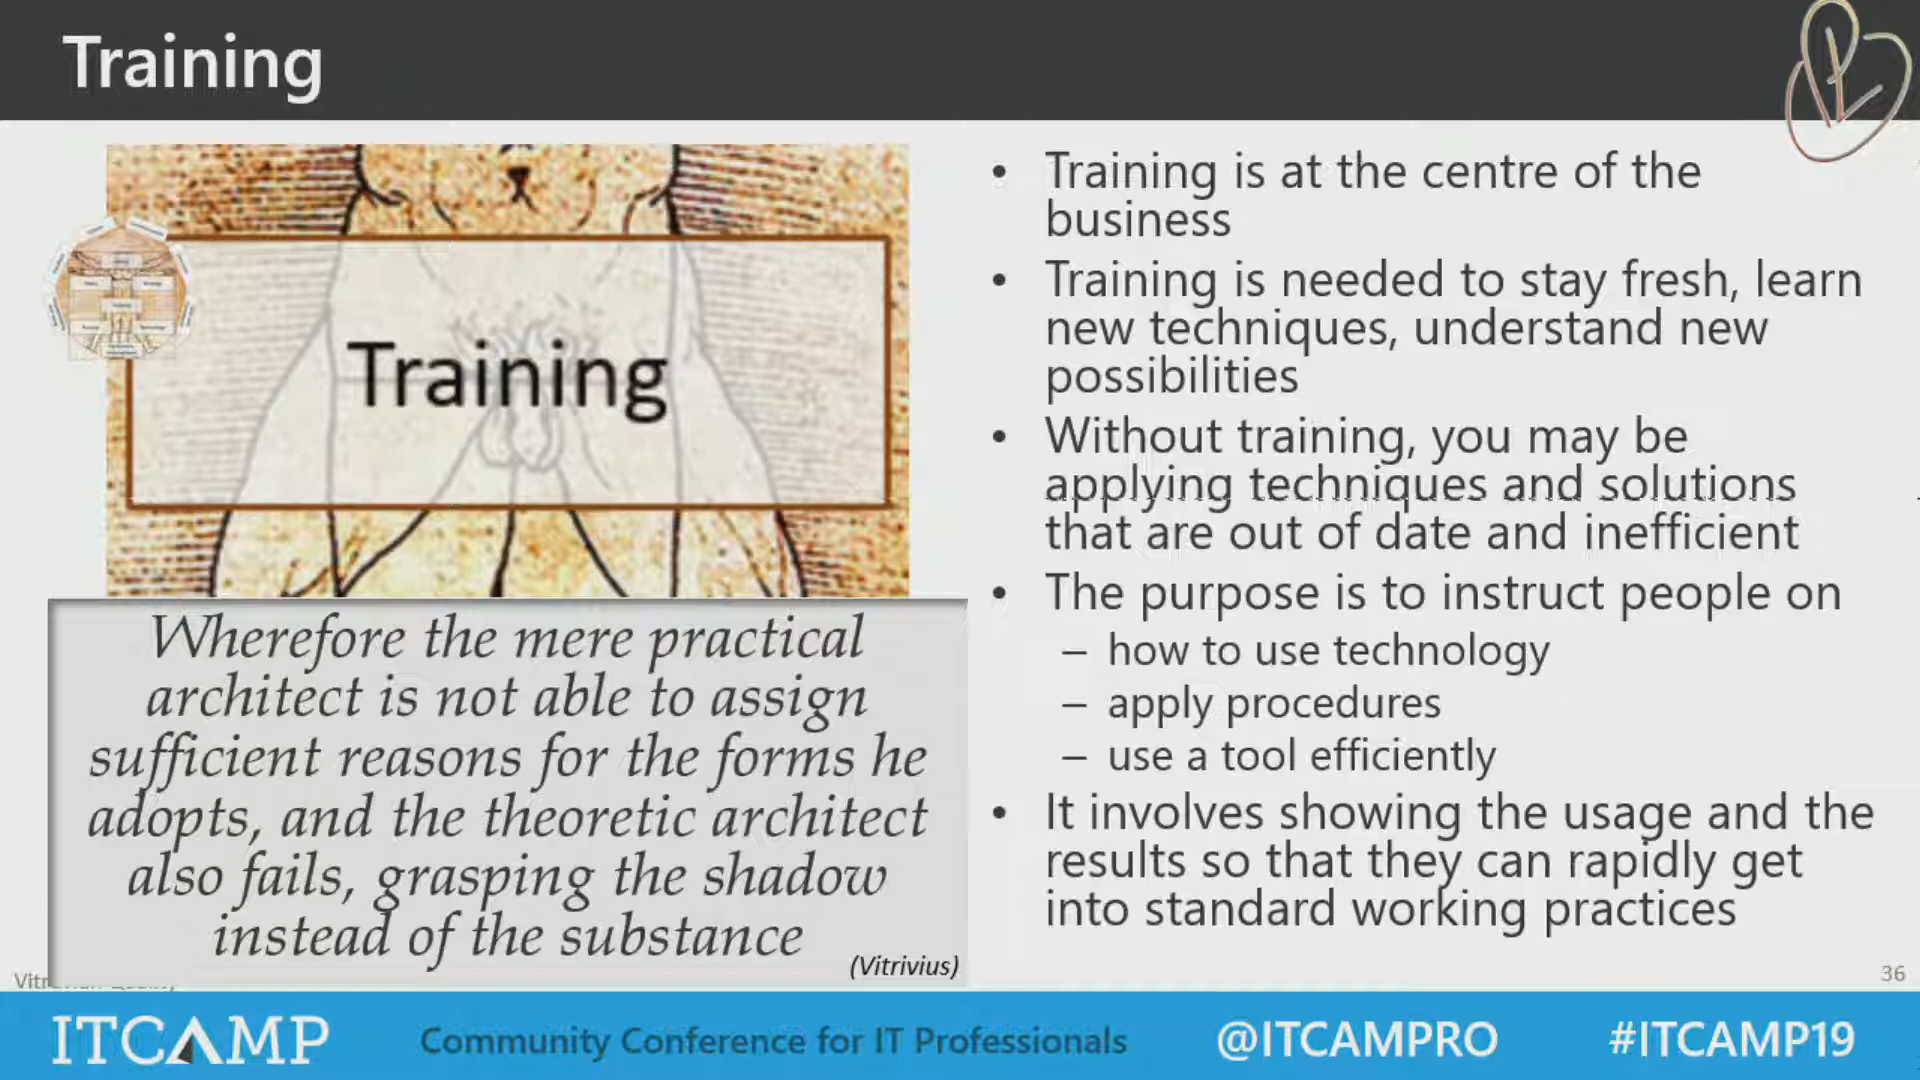 Training
Training
Wherefore the mere practical
architect is not able to assign
sufficient reasons for the forms he
adopts, and the theoretic architect
also fails, grasping the shadow
instead of the substance
(Vitrivius)
• Training is at the centre of the
business
• Training is needed to stay fresh, learn
new techniques, understand new
possibilities
• Without training, you may be
applying techniques and solutions
that are out of date and inefficient
• The purpose is to instruct people on
– how to use technology
– apply procedures
– use a tool efficiently
• It involves showing the usage and the
results so that they can rapidly get
into standard working practices
36
ITCAMP
Community Conference for IT Professionals
@ITCAMPRO
#ITCAMP19